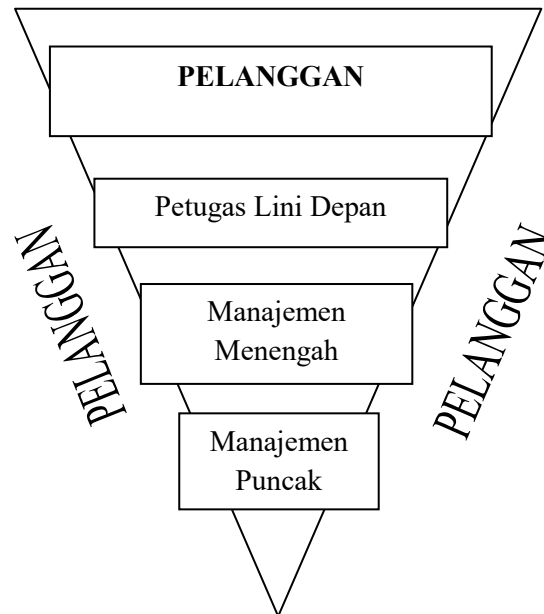 PELANGGAN
Petugas Lini Depan
Manajemen
Menengah
Manajemen
Puncak
PELANGGAN
PELANGGAN